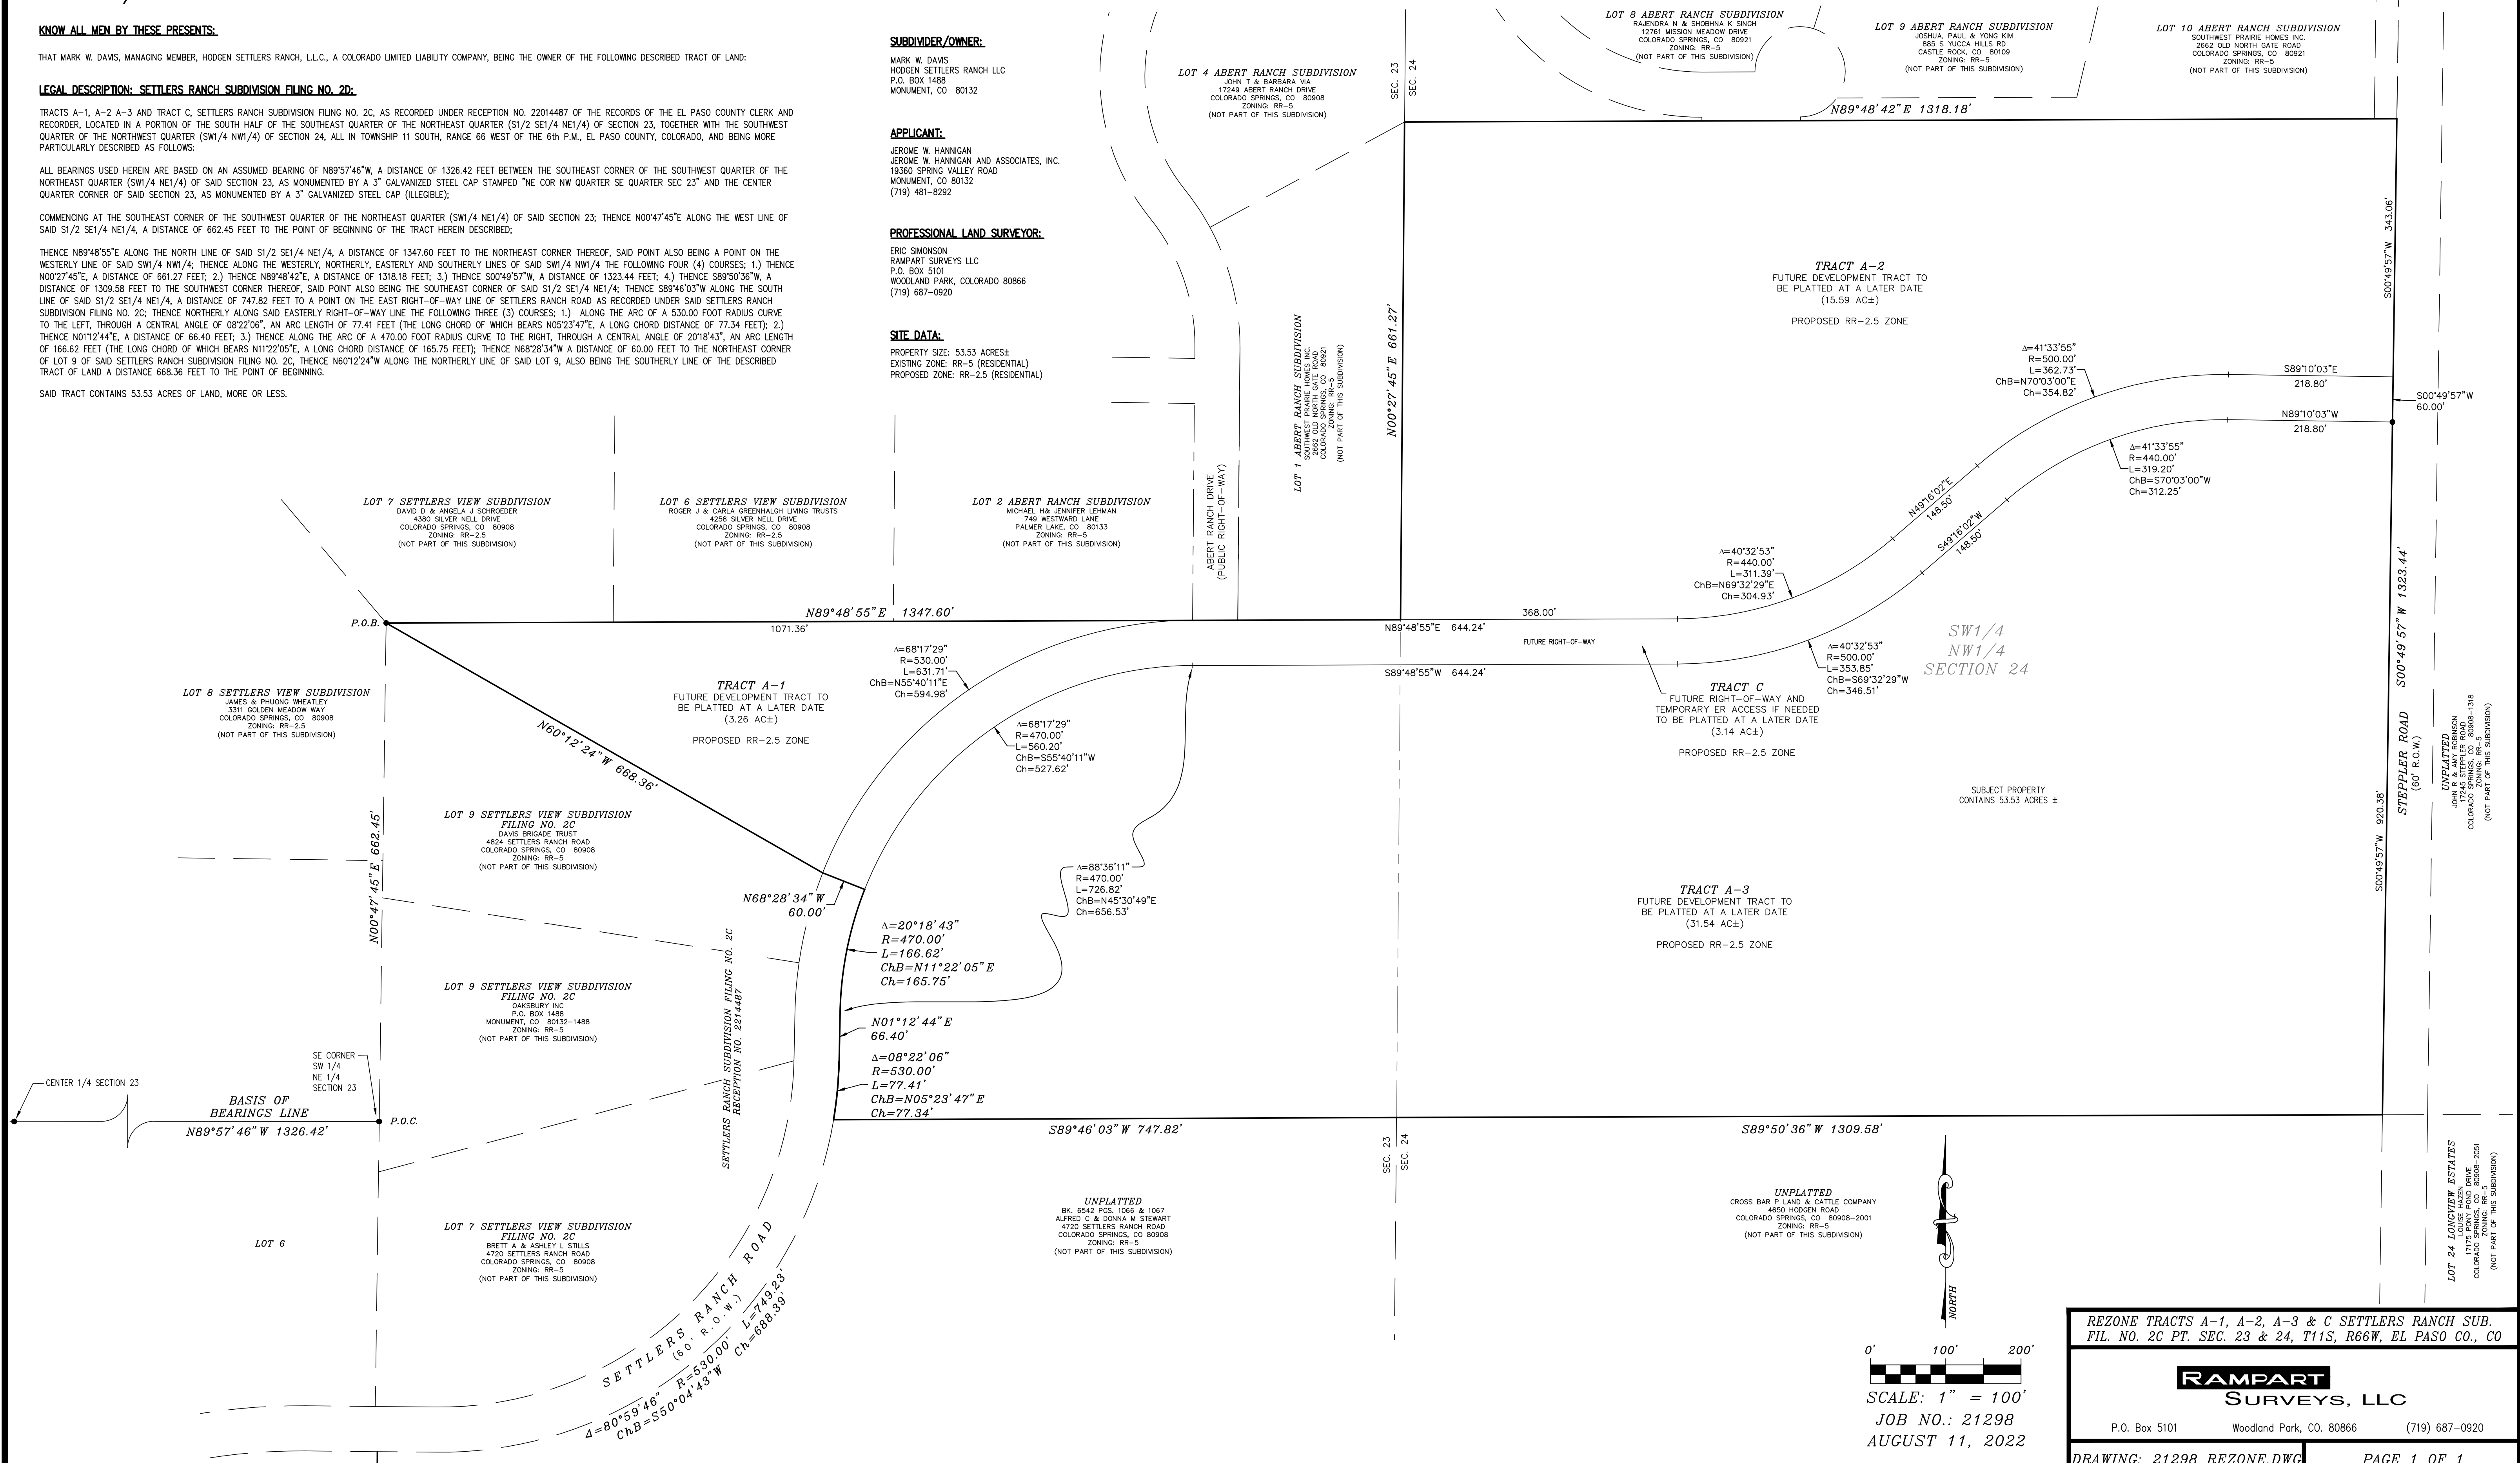 KNOW ALL MEN BY THESE PRESENTS:
THAT MARK W. DAVIS, MANAGING MEMBER, HODGEN SETTLERS RANCH, L.L.C., A COLORADO LIMITED LIABILITY COMPANY, BEING THE OWNER OF THE FOLLOWING DESCRIBED TRACT OF LAND:
LEGAL DESCRIPTION: SETTLERS RANCH SUBDIVISION FILING NO. 2D:
TRACTS A-1, A-2 A-3 AND TRACT C, SETTLERS RANCH SUBDIVISION FILING NO. 2C, AS RECORDED UNDER RECEPTION NO. 22014487 OF THE RECORDS OF THE EL PASO COUNTY CLERK AND
RECORDER, LOCATED IN A PORTION OF THE SOUTH HALF OF THE SOUTHEAST QUARTER OF THE NORTHEAST QUARTER (S1/2 SE1/4 NE1/4) OF SECTION 23, TOGETHER WITH THE SOUTHWEST
QUARTER OF THE NORTHWEST QUARTER (SW1/4 NW1/4) OF SECTION 24, ALL IN TOWNSHIP 11 SOUTH, RANGE 66 WEST OF THE 6th P.M., EL PASO COUNTY, COLORADO, AND BEING MORE
PARTICULARLY DESCRIBED AS FOLLOWS:
ALL BEARINGS USED HEREIN ARE BASED ON AN ASSUMED BEARING OF N89°57'46"W, A DISTANCE OF 1326.42 FEET BETWEEN THE SOUTHEAST CORNER OF THE SOUTHWEST QUARTER OF THE
NORTHEAST QUARTER (SW1/4 NE1/4) OF SAID SECTION 23, AS MONUMENTED BY A 3" GALVANIZED STEEL CAP STAMPED "NE COR NW QUARTER SE QUARTER SEC 23" AND THE CENTER
QUARTER CORNER OF SAID SECTION 23, AS MONUMENTED BY A 3" GALVANIZED STEEL CAP (ILLEGIBLE);
COMMENCING AT THE SOUTHEAST CORNER OF THE SOUTHWEST QUARTER OF THE NORTHEAST QUARTER (SW1/4 NE1/4) OF SAID SECTION 23; THENCE N00°47'45"E ALONG THE WEST LINE OF
SAID S1/2 SE1/4 NE1/4, A DISTANCE OF 662.45 FEET TO THE POINT OF BEGINNING OF THE TRACT HEREIN DESCRIBED;
THENCE N89°48'55"E ALONG THE NORTH LINE OF SAID S1/2 SE1/4 NE1/4, A DISTANCE OF 1347.60 FEET TO THE NORTHEAST CORNER THEREOF, SAID POINT ALSO BEING A POINT ON THE
WESTERLY LINE OF SAID SW1/4 NW1/4; THENCE ALONG THE WESTERLY, NORTHERLY, EASTERLY AND SOUTHERLY LINES OF SAID SW1/4 NW1/4 THE FOLLOWING FOUR (4) COURSES; 1.) THENCE
N00°27'45"E, A DISTANCE OF 661.27 FEET; 2.) THENCE N89°48'42"E, A DISTANCE OF 1318.18 FEET; 3.) THENCE S00°49'57"W, A DISTANCE OF 1323.44 FEET; 4.) THENCE S89°50'36"W, A
DISTANCE OF 1309.58 FEET TO THE SOUTHWEST CORNER THEREOF, SAID POINT ALSO BEING THE SOUTHEAST CORNER OF SAID S1/2 SE1/4 NE1/4; THENCE S89°46'03"W ALONG THE SOUTH
LINE OF SAID S1/2 SE1/4 NE1/4, A DISTANCE OF 747.82 FEET TO A POINT ON THE EAST RIGHT-OF-WAY LINE OF SETTLERS RANCH ROAD AS RECORDED UNDER SAID SETTLERS RANCH
SUBDIVISION FILING NO. 2C; THENCE NORTHERLY ALONG SAID EASTERLY RIGHT-OF-WAY LINE THE FOLLOWING THREE (3) COURSES; 1.) ALONG THE ARC OF A 530.00 FOOT RADIUS CURVE
TO THE LEFT, THROUGH A CENTRAL ANGLE OF 08°22'06", AN ARC LENGTH OF 77.41 FEET (THE LONG CHORD OF WHICH BEARS N05°23'47"E, A LONG CHORD DISTANCE OF 77.34 FEET); 2.)
THENCE N01°12'44"E, A DISTANCE OF 66.40 FEET; 3.) THENCE ALONG THE ARC OF A 470.00 FOOT RADIUS CURVE TO THE RIGHT, THROUGH A CENTRAL ANGLE OF 20°18'43", AN ARC LENGTH
OF 166.62 FEET (THE LONG CHORD OF WHICH BEARS N11°22'05"E, A LONG CHORD DISTANCE OF 165.75 FEET); THENCE N68°28'34"W A DISTANCE OF 60.00 FEET TO THE NORTHEAST CORNER
OF LOT 9 OF SAID SETTLERS RANCH SUBDIVISION FILING NO. 2C, THENCE N60°12'24"W ALONG THE NORTHERLY LINE OF SAID LOT 9, ALSO BEING THE SOUTHERLY LINE OF THE DESCRIBED
TRACT OF LAND A DISTANCE 668.36 FEET TO THE POINT OF BEGINNING.
SAID TRACT CONTAINS 53.53 ACRES OF LAND, MORE OR LESS.
SUBDIVIDER/OWNER:
MARK W. DAVIS
HODGEN SETTLERS RANCH LLC
P.O. BOX 1488
MONUMENT, CO 80132
APPLICANT:
JEROME W. HANNIGAN
JEROME W. HANNIGAN AND ASSOCIATES, INC.
19360 SPRING VALLEY ROAD
MONUMENT, CO 80132
(719) 481-8292
PROFESSIONAL LAND SURVEYOR:
ERIC SIMONSON
RAMPART SURVEYS LLC
P.O. BOX 5101
WOODLAND PARK, COLORADO 80866
(719) 687-0920
SITE DATA:
PROPERTY SIZE: 53.53 ACRES±
EXISTING ZONE: RR-5 (RESIDENTIAL)
PROPOSED ZONE: RR-2.5 (RESIDENTIAL)
LOT 4 ABERT RANCH SUBDIVISION
JOHN T & BARBARA VIA
17249 ABERT RANCH DRIVE
COLORADO SPRINGS, CO 80908
ZONING: RR-5
(NOT PART OF THIS SUBDIVISION)
SEC. 23
SEC. 24
LOT 8 ABERT RANCH SUBDIVISION
RAJENDRA N & SHOBHNA K SINGH
12761 MISSION MEADOW DRIVE
COLORADO SPRINGS, CO 80921
ZONING: RR-5
(NOT PART OF THIS SUBDIVISION)
LOT 9 ABERT RANCH SUBDIVISION
JOSHUA, PAUL & YONG KIM
885 S YUCCA HILLS RD
CASTLE ROCK, CO 80109
ZONING: RR-5
(NOT PART OF THIS SUBDIVISION)
LOT 10 ABERT RANCH SUBDIVISION
SOUTHWEST PRAIRIE HOMES INC.
2662 OLD NORTH GATE ROAD
COLORADO SPRINGS, CO 80921
ZONING: RR-5
(NOT PART OF THIS SUBDIVISION)
N89°48'42"E 1318.18'
S00°49'57"W 343.06'
TRACT A-2
FUTURE DEVELOPMENT TRACT TO
BE PLATTED AT A LATER DATE
(15.59 AC±)
PROPOSED RR-2.5 ZONE
LOT 1 ABERT RANCH SUBDIVISION
SOUTHWEST PRAIRIE HOMES INC.
2662 OLD NORTH GATE ROAD
COLORADO SPRINGS, CO 80921
ZONING: RR-5
(NOT PART OF THIS SUBDIVISION)
N00°27'45"E 661.27'
Δ=41°33'55"
R=500.00'
L=362.73'
ChB=N70°03'00"E
Ch=354.82'
S89°10'03"E
218.80'
S00°49'57"W
60.00'
N89°10'03"W
218.80'
Δ=41°33'55"
R=440.00'
L=319.20'
ChB=S70°03'00"W
Ch=312.25'
N49°16'02"E
148.50'
S49°16'02"W
148.50'
Δ=40°32'53"
R=440.00'
L=311.39'
ChB=N69°32'29"E
Ch=304.93'
LOT 7 SETTLERS VIEW SUBDIVISION
DAVID D & ANGELA J SCHROEDER
4380 SILVER NELL DRIVE
COLORADO SPRINGS, CO 80908
ZONING: RR-2.5
(NOT PART OF THIS SUBDIVISION)
LOT 6 SETTLERS VIEW SUBDIVISION
ROGER J & CARLA GREENHALGH LIVING TRUSTS
4258 SILVER NELL DRIVE
COLORADO SPRINGS, CO 80908
ZONING: RR-2.5
(NOT PART OF THIS SUBDIVISION)
LOT 2 ABERT RANCH SUBDIVISION
MICHAEL H& JENNIFER LEHMAN
749 WESTWARD LANE
PALMER LAKE, CO 80133
ZONING: RR-5
(NOT PART OF THIS SUBDIVISION)
ABERT RANCH DRIVE
(PUBLIC RIGHT-OF-WAY)
P.O.B.
N89°48'55"E 1347.60'
1071.36'
N89°48'55"E 644.24'
368.00'
FUTURE RIGHT-OF-WAY
S89°48'55"W 644.24'
SW1/4
NW1/4
SECTION 24
Δ=40°32'53"
R=500.00'
L=353.85'
ChB=S69°32'29"W
Ch=346.51'
Δ=68°17'29"
R=530.00'
L=631.71'
ChB=N55°40'11"E
Ch=594.98'
LOT 8 SETTLERS VIEW SUBDIVISION
JAMES & PHUONG WHEATLEY
3311 GOLDEN MEADOW WAY
COLORADO SPRINGS, CO 80908
ZONING: RR-2.5
(NOT PART OF THIS SUBDIVISION)
TRACT A-1
FUTURE DEVELOPMENT TRACT TO
BE PLATTED AT A LATER DATE
(3.26 AC±)
PROPOSED RR-2.5 ZONE
N60°12'24"W 668.36'
Δ=68°17'29"
R=470.00'
L=560.20'
ChB=S55°40'11"W
Ch=527.62'
TRACT C
FUTURE RIGHT-OF-WAY AND
TEMPORARY ER ACCESS IF NEEDED
TO BE PLATTED AT A LATER DATE
(3.14 AC±)
PROPOSED RR-2.5 ZONE
SUBJECT PROPERTY
CONTAINS 53.53 ACRES ±
STEPPLER ROAD S00°49'57"W 1323.44'
(60' R.O.W.)
S00°49'57"W 920.38'
UNPLATTED
JOHN R & AMY ROBINSON
17245 STEPPLER ROAD
COLORADO SPRINGS, CO 80908-1318
ZONING: RR-5
(NOT PART OF THIS SUBDIVISION)
N00°47'45"E 662.45'
LOT 9 SETTLERS VIEW SUBDIVISION
FILING NO. 2C
DAVIS BRIGADE TRUST
4824 SETTLERS RANCH ROAD
COLORADO SPRINGS, CO 80908
ZONING: RR-5
(NOT PART OF THIS SUBDIVISION)
N68°28'34"W
60.00'
Δ=88°36'11"
R=470.00'
L=726.82'
ChB=N45°30'49"E
Ch=656.53'
TRACT A-3
FUTURE DEVELOPMENT TRACT TO
BE PLATTED AT A LATER DATE
(31.54 AC±)
PROPOSED RR-2.5 ZONE
Δ=20°18'43"
R=470.00'
L=166.62'
ChB=N11°22'05"E
Ch=165.75'
N01°12'44"E
66.40'
Δ=08°22'06"
R=530.00'
L=77.41'
ChB=N05°23'47"E
Ch=77.34'
LOT 9 SETTLERS VIEW SUBDIVISION
FILING NO. 2C
OAKSBURY INC
P.O. BOX 1488
MONUMENT, CO 80132-1488
ZONING: RR-5
(NOT PART OF THIS SUBDIVISION)
SETTLERS RANCH SUBDIVISION FILING NO. 2C
RECEPTION NO. 2214487
CENTER 1/4 SECTION 23
SE CORNER
SW 1/4
NE 1/4
SECTION 23
BASIS OF
BEARINGS LINE
N89°57'46"W 1326.42'
P.O.C.
S89°46'03"W 747.82'
SEC. 23
SEC. 24
S89°50'36"W 1309.58'
LOT 6
LOT 7 SETTLERS VIEW SUBDIVISION
FILING NO. 2C
BRETT A & ASHLEY L STILLS
4720 SETTLERS RANCH ROAD
COLORADO SPRINGS, CO 80908
ZONING: RR-5
(NOT PART OF THIS SUBDIVISION)
SETTLERS RANCH ROAD
(60' R.O.W.)
Δ=80°59'46" R=530.00' L=749.23'
ChB=S50°04'43"W Ch=688.39'
UNPLATTED
BK. 6542 PGS. 1066 & 1067
ALFRED C & DONNA M STEWART
4720 SETTLERS RANCH ROAD
COLORADO SPRINGS, CO 80908
ZONING: RR-5
(NOT PART OF THIS SUBDIVISION)
UNPLATTED
CROSS BAR P LAND & CATTLE COMPANY
4650 HODGEN ROAD
COLORADO SPRINGS, CO 80908-2001
ZONING: RR-5
(NOT PART OF THIS SUBDIVISION)
LOT 24 LONGVIEW ESTATES
LOUISE HAZEN
17175 PONY POND DRIVE
COLORADO SPRINGS, CO 80908-2051
ZONING: RR-5
(NOT PART OF THIS SUBDIVISION)
NORTH
0' 100' 200'
SCALE: 1" = 100'
JOB NO.: 21298
AUGUST 11, 2022
REZONE TRACTS A-1, A-2, A-3 & C SETTLERS RANCH SUB.
FIL. NO. 2C PT. SEC. 23 & 24, T11S, R66W, EL PASO CO., CO
RAMPART
SURVEYS, LLC
P.O. Box 5101 Woodland Park, CO. 80866 (719) 687-0920
DRAWING: 21298 REZONE.DWG
PAGE 1 OF 1